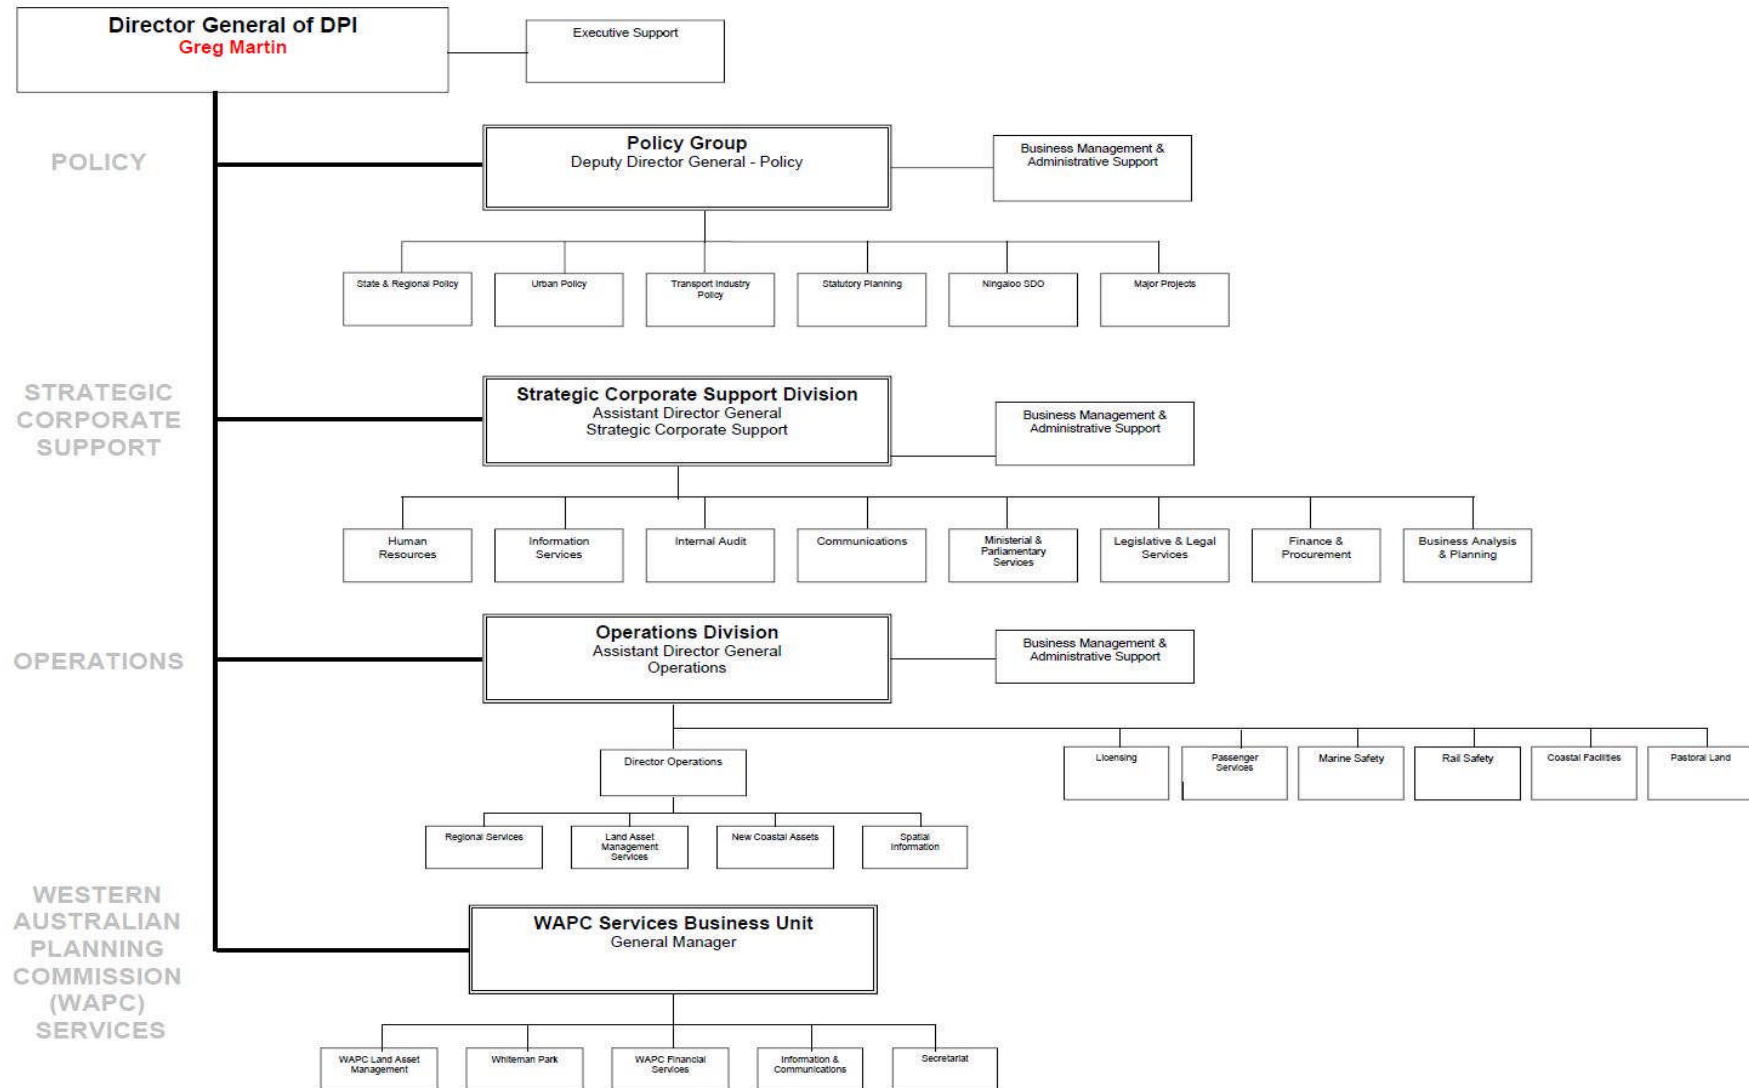 Director General of DPI
Greg Martin
Executive Support
POLICY
Policy Group
Deputy Director General - Policy
Business Management &
Administrative Support
State & Regional Policy
Urban Policy
Transport Industry
Policy
Statutory Planning
Ningaloo SDO
Major Projects
STRATEGIC
CORPORATE
SUPPORT
Strategic Corporate Support Division
Assistant Director General
Strategic Corporate Support
Business Management &
Administrative Support
Human
Resources
Information
Services
Internal Audit
Communications
Ministerial &
Parliamentary
Services
Legislative & Legal
Services
Finance &
Procurement
Business Analysis
& Planning
OPERATIONS
Operations Division
Assistant Director General
Operations
Business Management &
Administrative Support
Director Operations
Licensing
Passenger
Services
Marine Safety
Rail Safety
Coastal Facilities
Pastoral Land
Regional Services
Land Asset
Management
Services
New Coastal Assets
Spatial
Information
WESTERN
AUSTRALIAN
PLANNING
COMMISSION
(WAPC)
SERVICES
WAPC Services Business Unit
General Manager
WAPC Land Asset
Management
Whiteman Park
WAPC Financial
Services
Information &
Communications
Secretariat